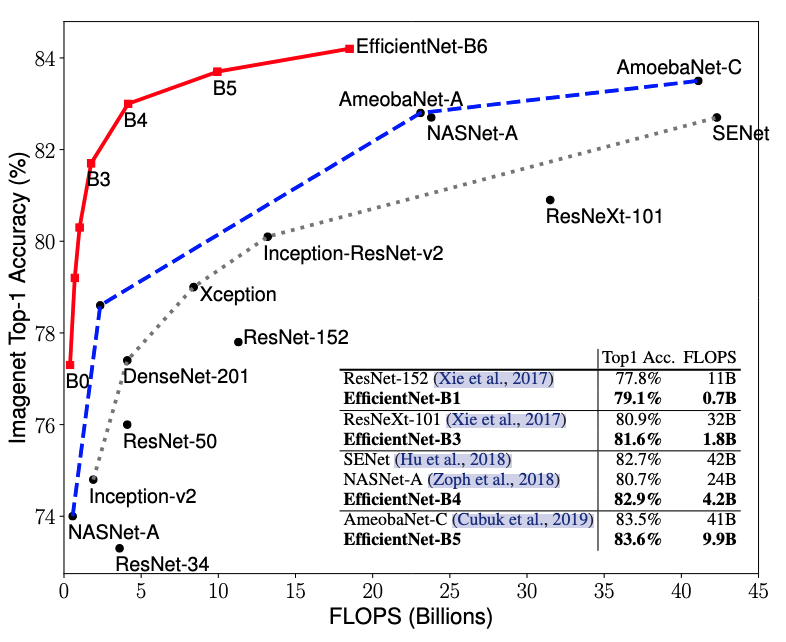 84
82
80
78
76
74
Imagenet Top-1 Accuracy (%)
EfficientNet-B6
B5
B4
B3
B0
AmoebaNet-C
AmeobaNet-A
NASNet-A
SENet
ResNeXt-101
Inception-ResNet-v2
Xception
ResNet-152
DenseNet-201
ResNet-50
Inception-v2
NASNet-A
ResNet-34
Top1 Acc. FLOPS
ResNet-152 (Xie et al., 2017) 77.8% 11B
EfficientNet-B1 79.1% 0.7B
ResNeXt-101 (Xie et al., 2017) 80.9% 32B
EfficientNet-B3 81.6% 1.8B
SENet (Hu et al., 2018) 82.7% 42B
NASNet-A (Zoph et al., 2018) 80.7% 24B
EfficientNet-B4 82.9% 4.2B
AmeobaNet-C (Cubuk et al., 2019) 83.5% 41B
EfficientNet-B5 83.6% 9.9B
0 5 10 15 20 25 30 35 40 45
FLOPS (Billions)